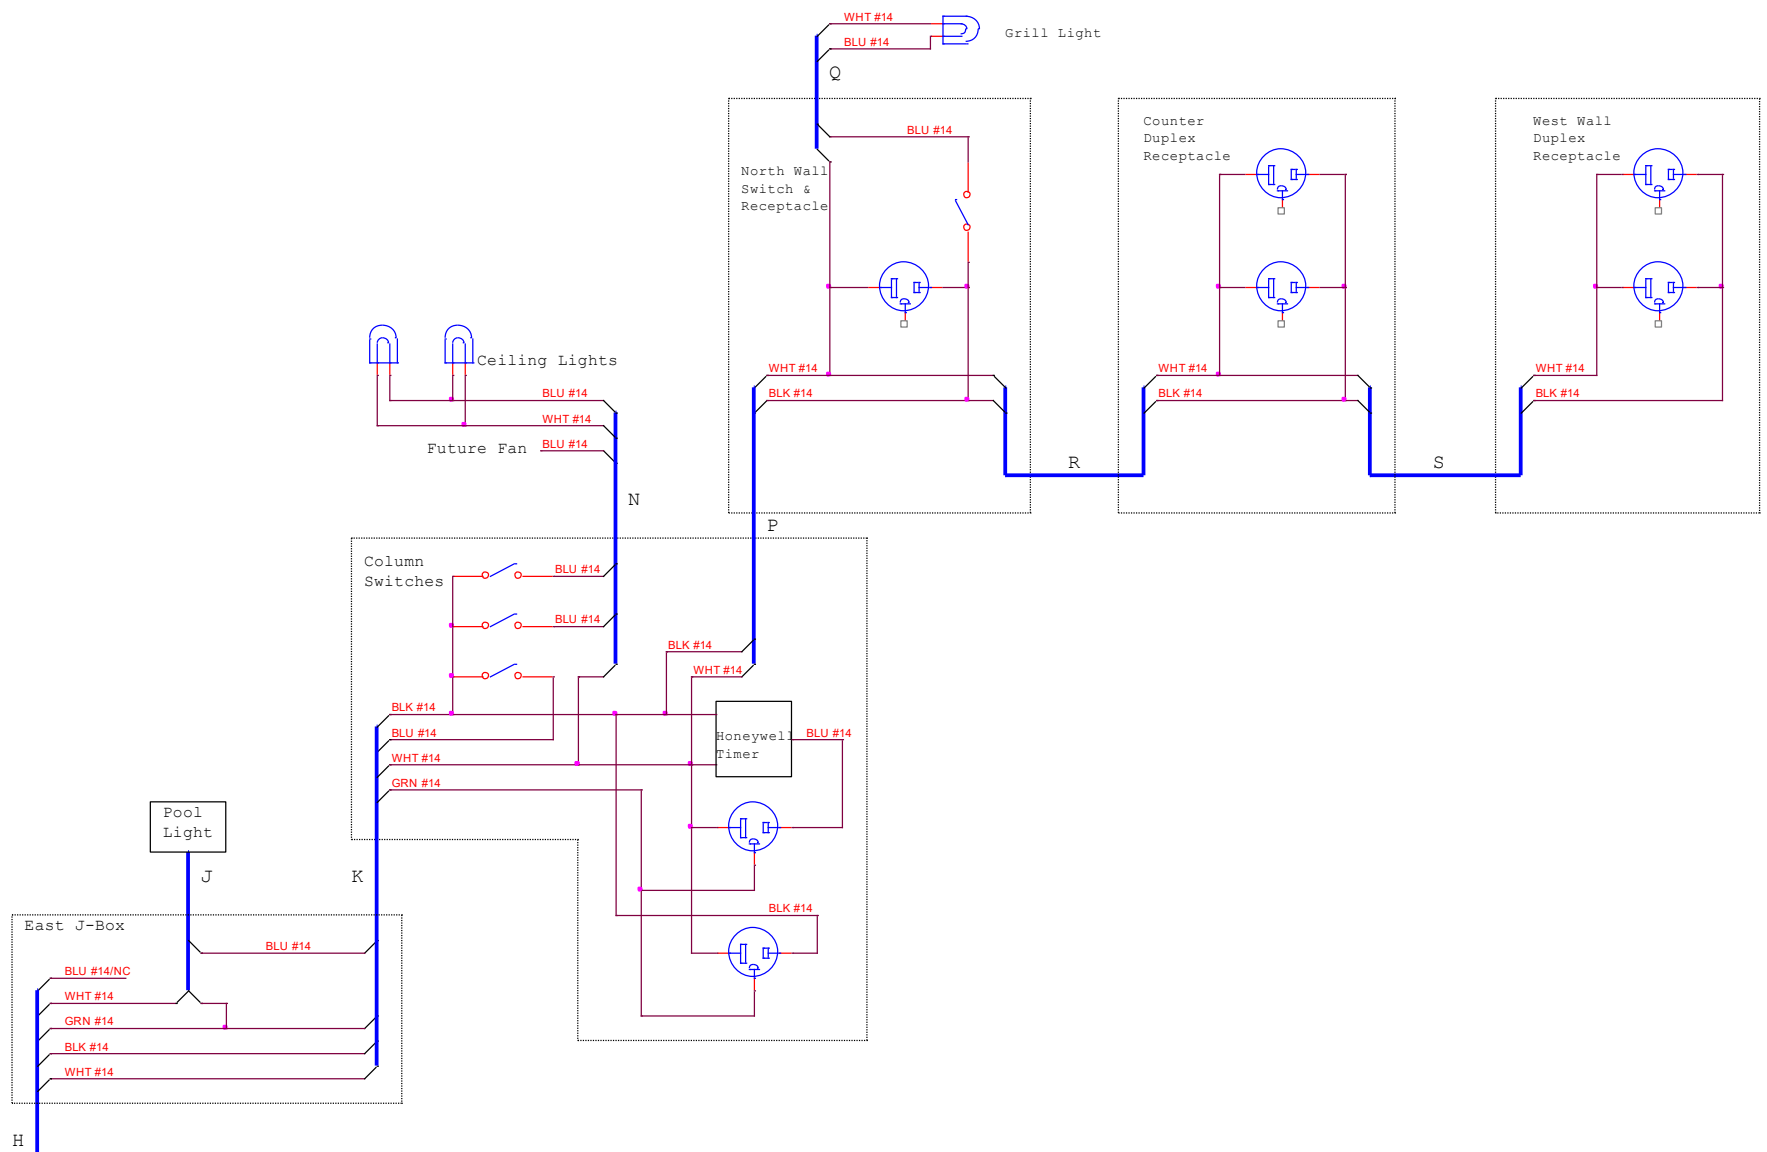 WHT #14
Grill Light
BLU #14
Q
BLU #14
North Wall
Switch &
Receptacle
Counter
Duplex
Receptacle
West Wall
Duplex
Receptacle
Ceiling Lights
WHT #14
WHT #14
WHT #14
BLU #14
BLK #14
BLK #14
BLK #14
WHT #14
Future Fan
BLU #14
R
S
N
P
Column
Switches
BLU #14
BLU #14
BLK #14
WHT #14
BLK #14
BLU #14
Honeywell
Timer
BLU #14
WHT #14
GRN #14
Pool
Light
J
K
BLK #14
East J-Box
BLU #14
BLU #14/NC
WHT #14
GRN #14
BLK #14
WHT #14
H